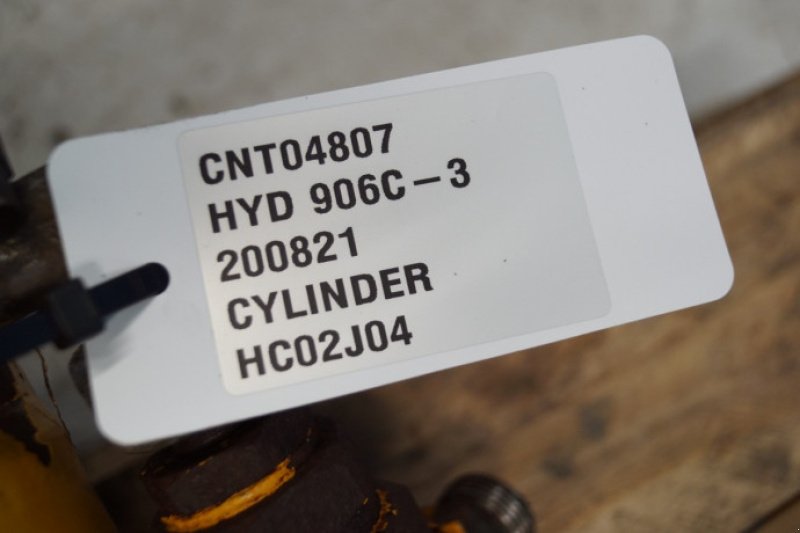 CNT04807
HYD 906C-3
200821
CYLINDER
HC02J04